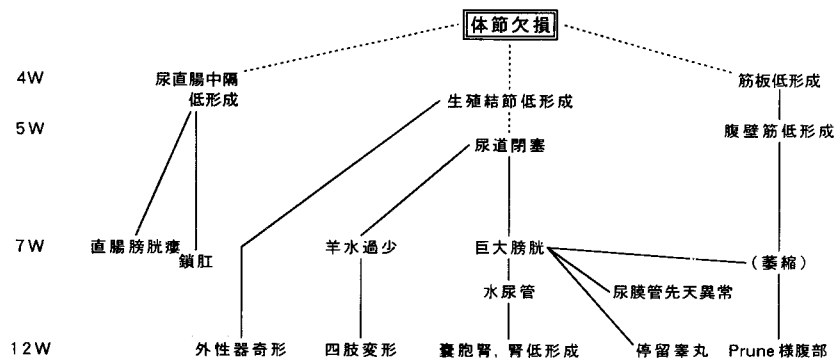 体節欠損
4W
尿直腸中隔
低形成
生殖結節低形成
筋板低形成
5W
尿道閉塞
腹壁筋低形成
7W
直腸膀胱瘻
鎖肛
羊水過少
巨大膀胱
（萎縮）
水尿管
尿膜管先天異常
12W
外性器奇形
四肢変形
嚢胞腎，腎低形成
停留睾丸
Prune様腹部